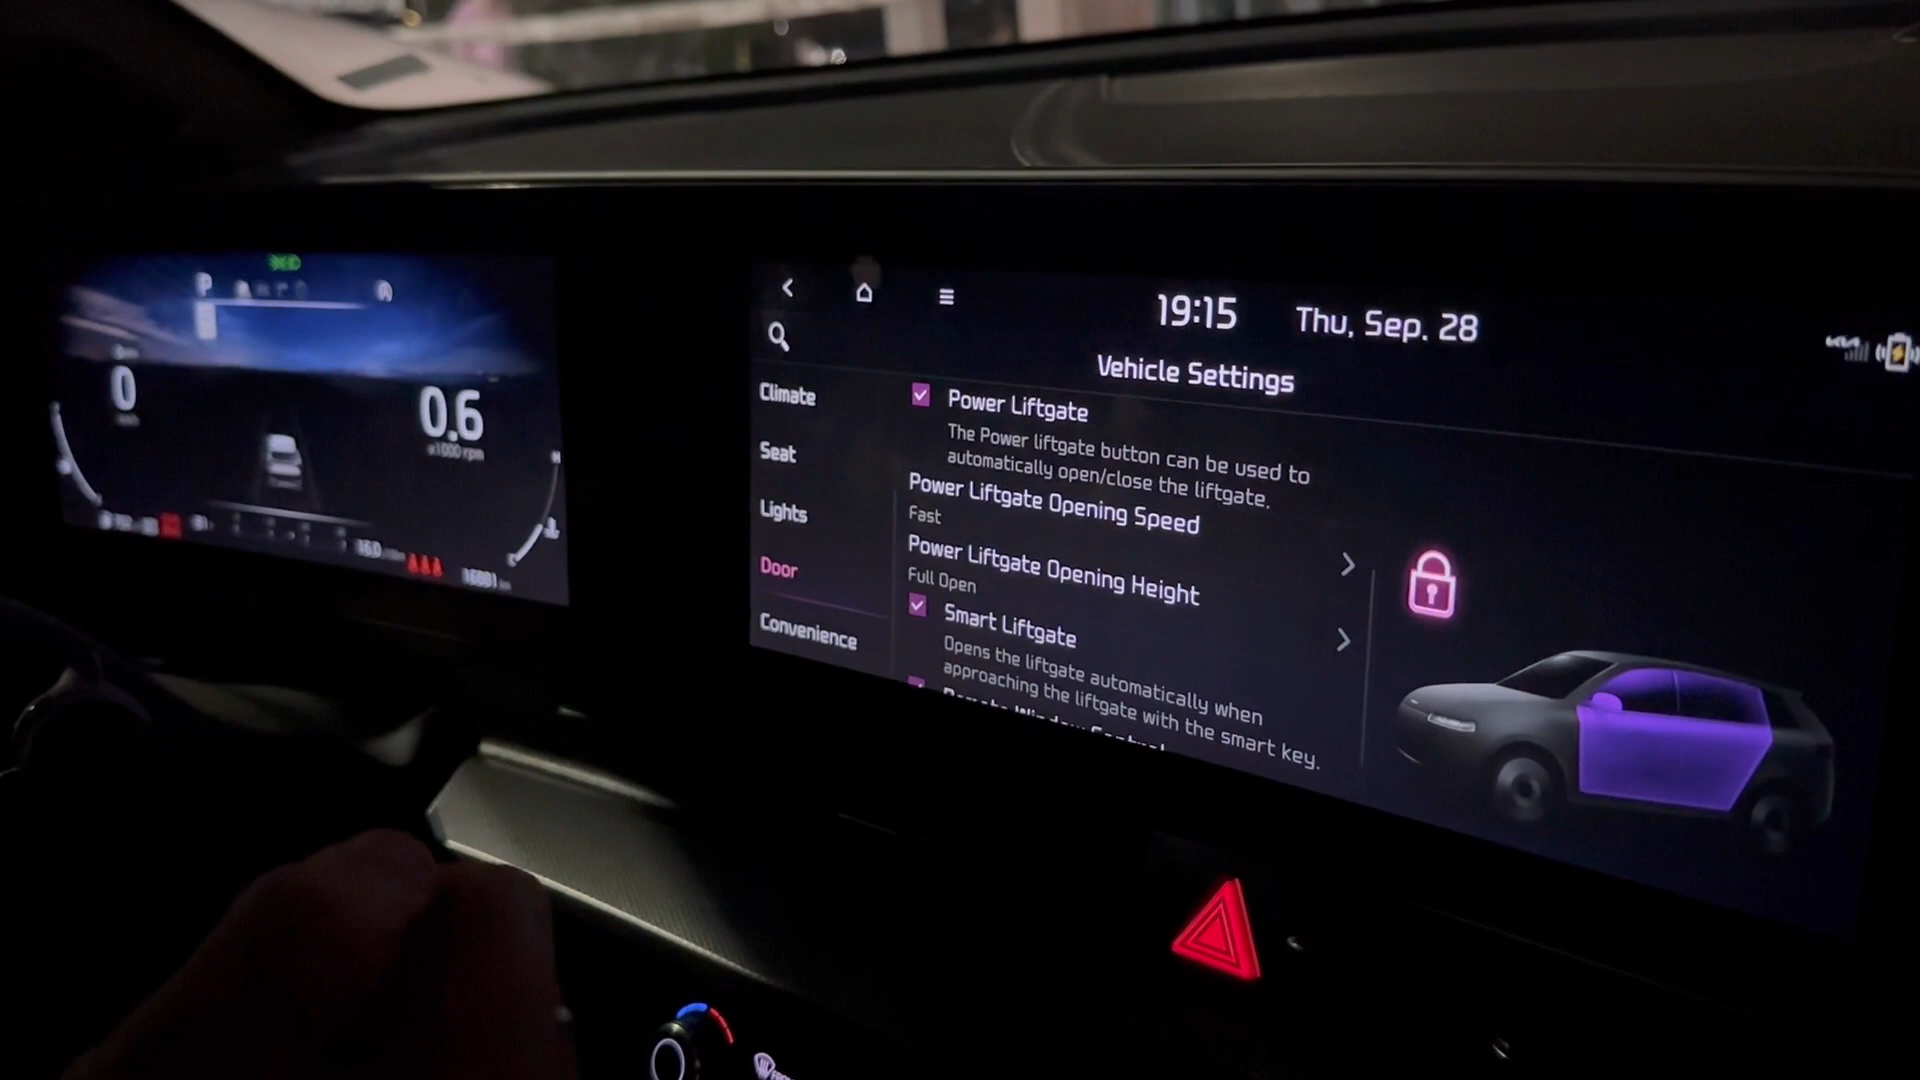 P
0
0.6
x1000 rpm
19:15
Thu, Sep. 28
Vehicle Settings
Climate
Seat
Lights
Door
Convenience
Power Liftgate
The Power liftgate button can be used to
automatically open/close the liftgate.
Power Liftgate Opening Speed
Fast
Power Liftgate Opening Height
Full Open
Smart Liftgate
Opens the liftgate automatically when
approaching the liftgate with the smart key.